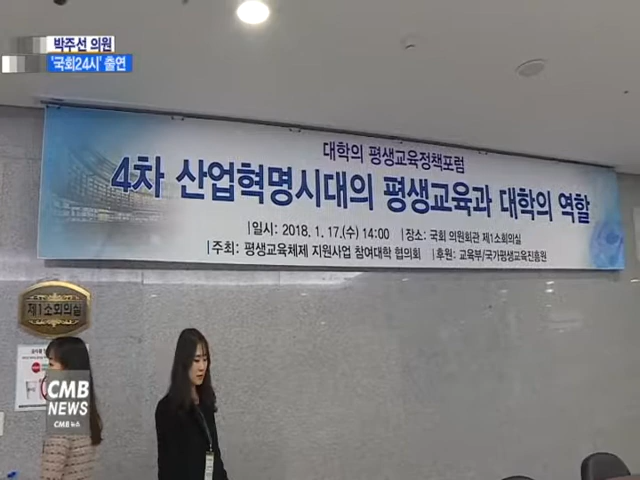 박주선 의원
'국회24시' 출연
대학의 평생교육정책포럼
4차 산업혁명시대의 평생교육과 대학의 역할
|일시: 2018. 1. 17.(수) 14:00 |장소: 국회 의원회관 제1소회의실
|주최: 평생교육체제 지원사업 참여대학 협의회 |후원: 교육부/국가평생교육진흥원
제1소회의실
CMB
NEWS
CMB 뉴스